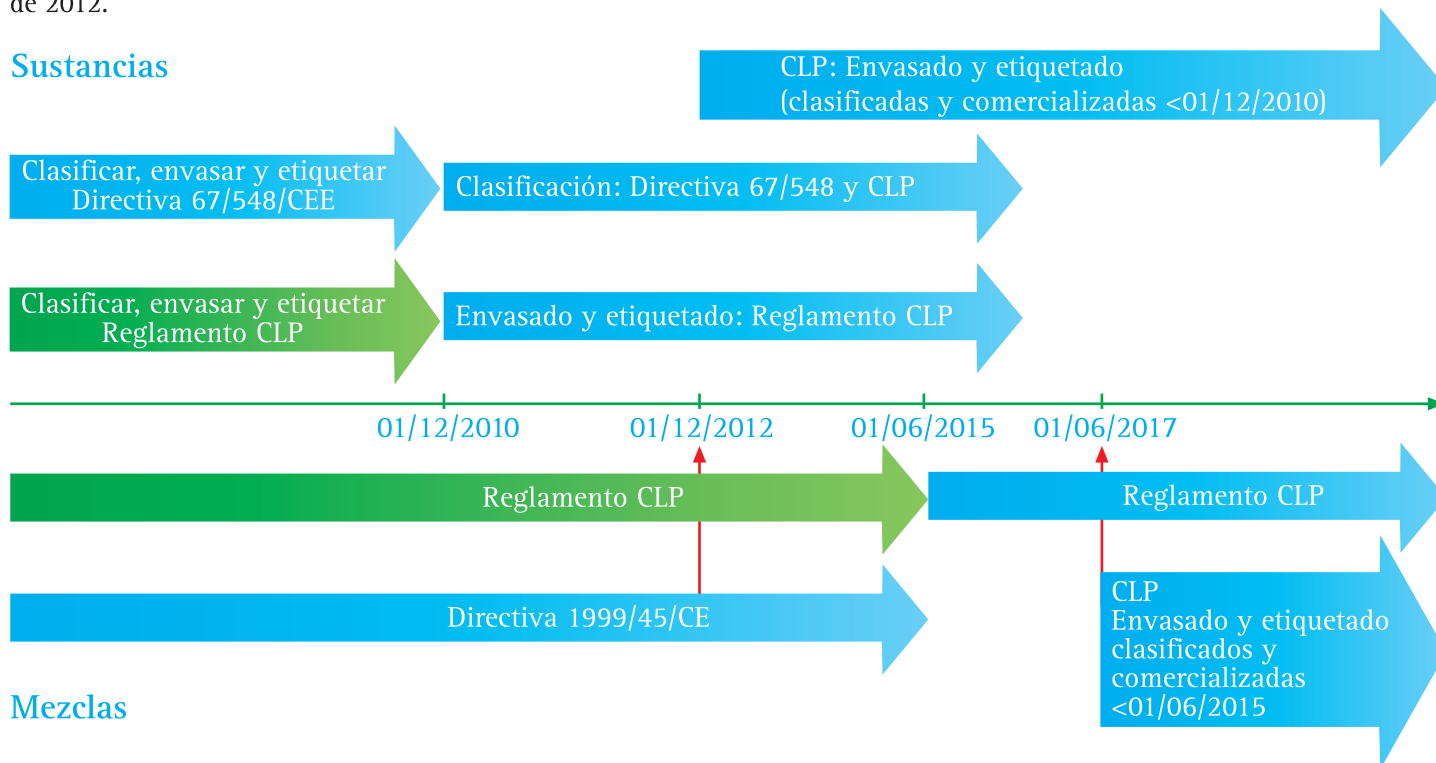 de 2012.
Sustancias
CLP: Envasado y etiquetado
(clasificadas y comercializadas <01/12/2010)
Clasificar, envasar y etiquetar
Directiva 67/548/CEE
Clasificación: Directiva 67/548 y CLP
Clasificar, envasar y etiquetar
Reglamento CLP
Envasado y etiquetado: Reglamento CLP
01/12/2010
01/12/2012
01/06/2015
01/06/2017
Reglamento CLP
Reglamento CLP
Directiva 1999/45/CE
CLP
Envasado y etiquetado
clasificados y
comercializadas
<01/06/2015
Mezclas